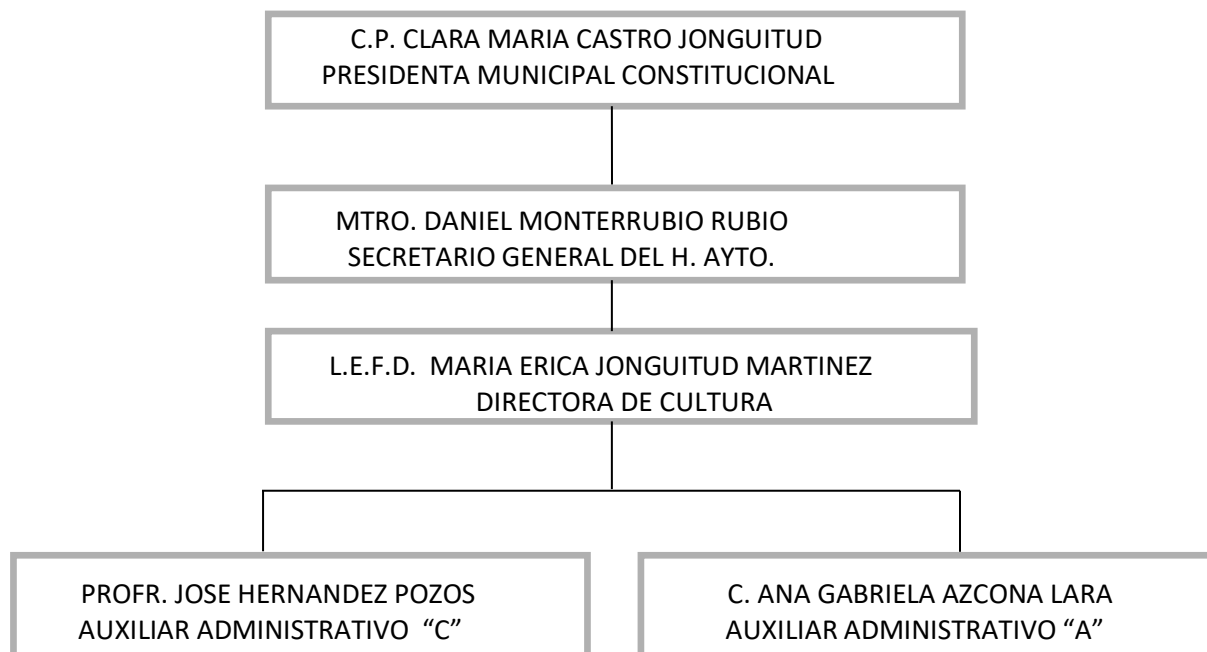 C.P. CLARA MARIA CASTRO JONGUITUD
PRESIDENTA MUNICIPAL CONSTITUCIONAL
MTRO. DANIEL MONTERRUBIO RUBIO
SECRETARIO GENERAL DEL H. AYTO.
L.E.F.D. MARIA ERICA JONGUITUD MARTINEZ
DIRECTORA DE CULTURA
PROFR. JOSE HERNANDEZ POZOS
AUXILIAR ADMINISTRATIVO “C”
C. ANA GABRIELA AZCONA LARA
AUXILIAR ADMINISTRATIVO “A”